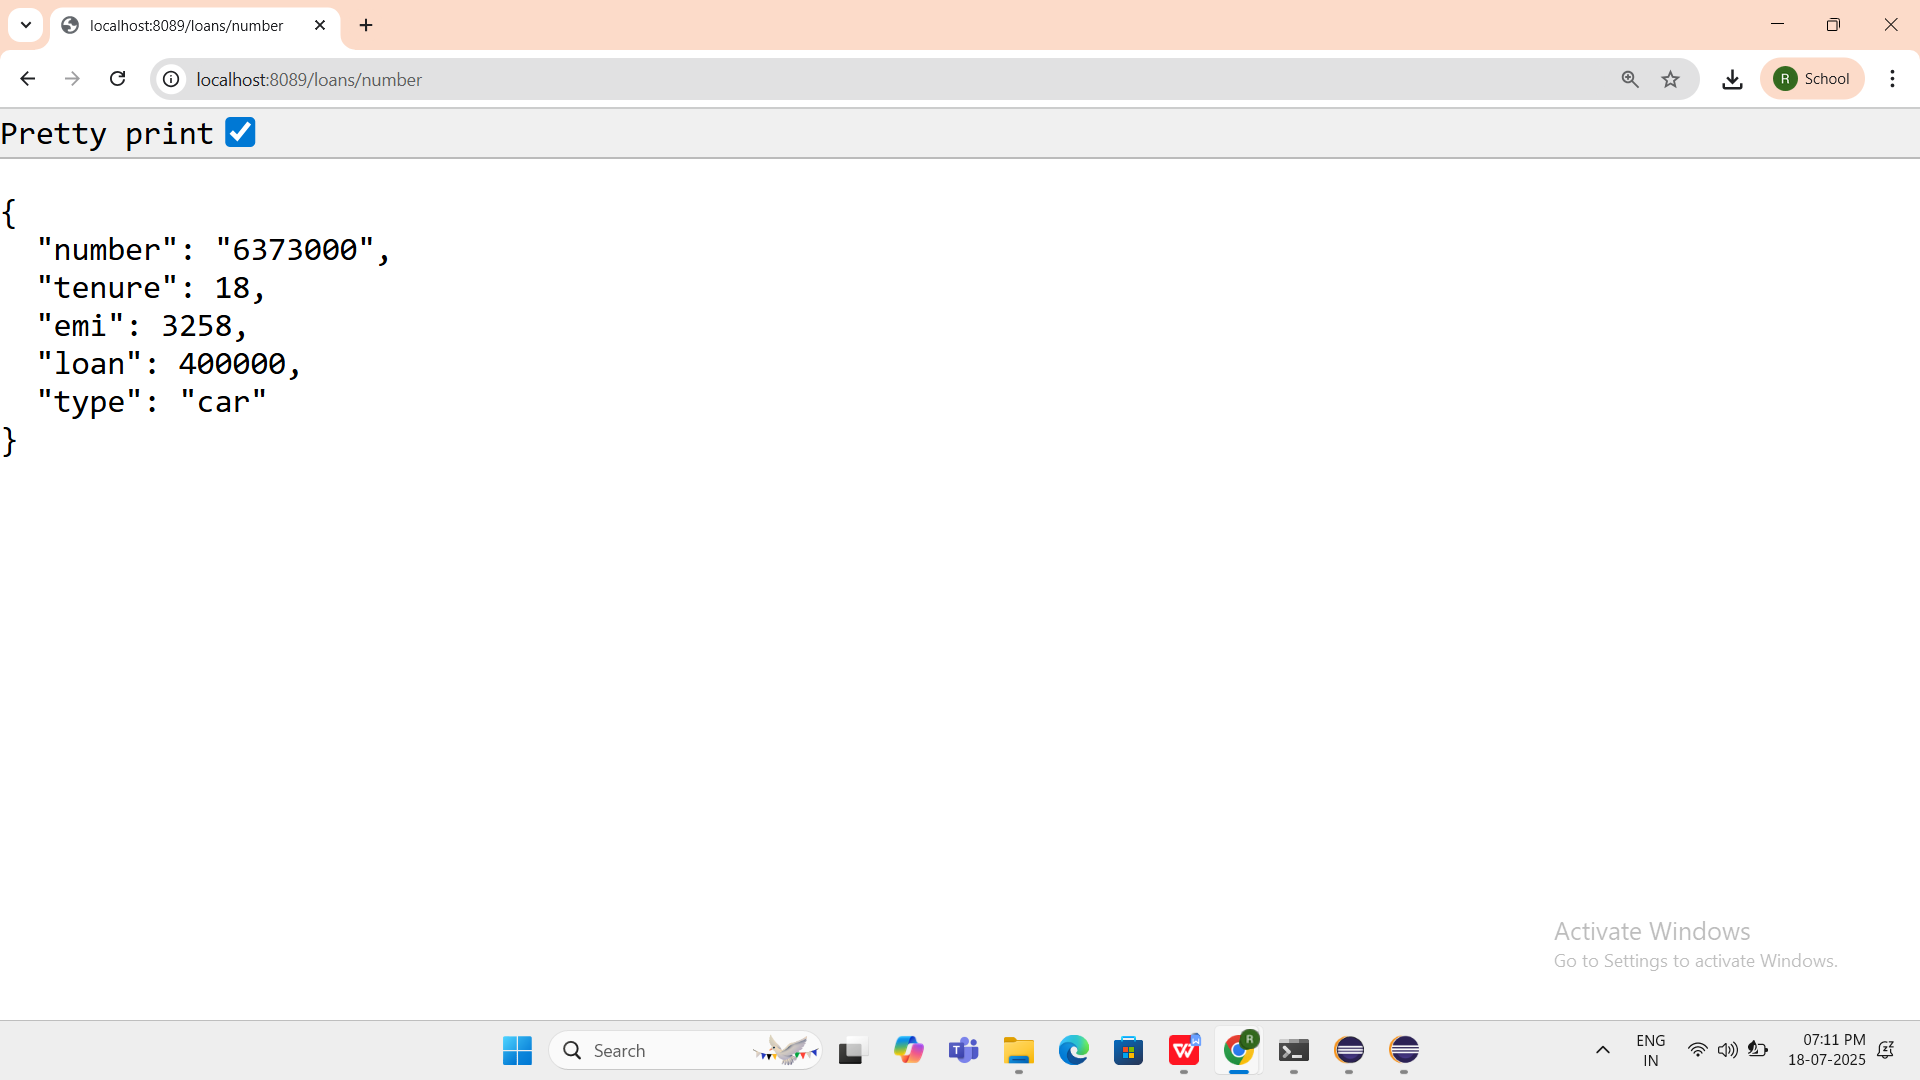 localhost:8089/loans/number
localhost:8089/loans/number
R
School
Pretty print
{
"number": "6373000",
"tenure": 18,
"emi": 3258,
"loan": 400000,
"type": "car"
}
Activate Windows
Go to Settings to activate Windows.
Search
R
ENG
IN
07:11 PM
18-07-2025